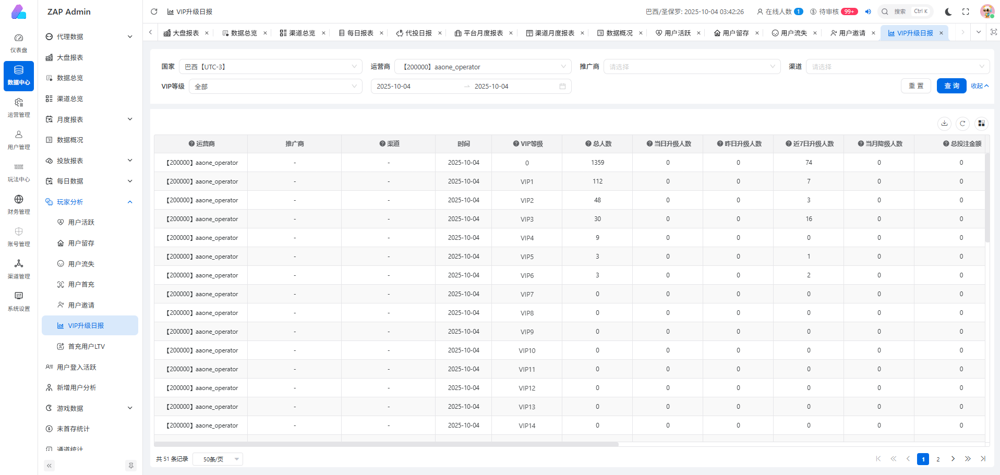 ZAP Admin
VIP升级日报
巴西/圣保罗: 2025-10-04 03:42:26
在线人数 1
待审核 99+
搜索 Ctrl K
仪表盘
数据中心
运营管理
用户管理
玩法中心
财务管理
账号管理
渠道管理
系统设置
代理数据
大盘报表
数据总览
渠道总览
月度报表
数据概况
投放报表
每日数据
玩家分析
用户活跃
用户留存
用户流失
用户首充
用户邀请
VIP升级日报
首充用户LTV
用户登入活跃
新增用户分析
游戏数据
未首存统计
通道统计
大盘报表 × 数据总览 × 渠道总览 × 每日报表 × 代投日报 × 平台月度报表 × 渠道月度报表 × 数据概况 × 用户活跃 × 用户留存 × 用户流失 × 用户邀请 × VIP升级日报 ×
国家 巴西【UTC-3】 运营商 【200000】aaone_operator 推广商 请选择 渠道 请选择
VIP等级 全部 2025-10-04 → 2025-10-04 重 置 查 询 收起
运营商 推广商 渠道 时间 VIP等级 总人数 当日升级人数 昨日升级人数 近7日升级人数 当月降级人数 总投注金额
【200000】aaone_operator - - 2025-10-04 0 1359 0 0 74 0 0
【200000】aaone_operator - - 2025-10-04 VIP1 112 0 0 7 0 0
【200000】aaone_operator - - 2025-10-04 VIP2 48 0 0 3 0 0
【200000】aaone_operator - - 2025-10-04 VIP3 30 0 0 16 0 0
【200000】aaone_operator - - 2025-10-04 VIP4 9 0 0 0 0 0
【200000】aaone_operator - - 2025-10-04 VIP5 3 0 0 1 0 0
【200000】aaone_operator - - 2025-10-04 VIP6 3 0 0 2 0 0
【200000】aaone_operator - - 2025-10-04 VIP7 0 0 0 0 0 0
【200000】aaone_operator - - 2025-10-04 VIP8 0 0 0 0 0 0
【200000】aaone_operator - - 2025-10-04 VIP9 0 0 0 0 0 0
【200000】aaone_operator - - 2025-10-04 VIP10 0 0 0 0 0 0
【200000】aaone_operator - - 2025-10-04 VIP11 0 0 0 0 0 0
【200000】aaone_operator - - 2025-10-04 VIP12 0 0 0 0 0 0
【200000】aaone_operator - - 2025-10-04 VIP13 0 0 0 0 0 0
【200000】aaone_operator - - 2025-10-04 VIP14 0 0 0 0 0 0
共 51 条记录 50条/页 1 2